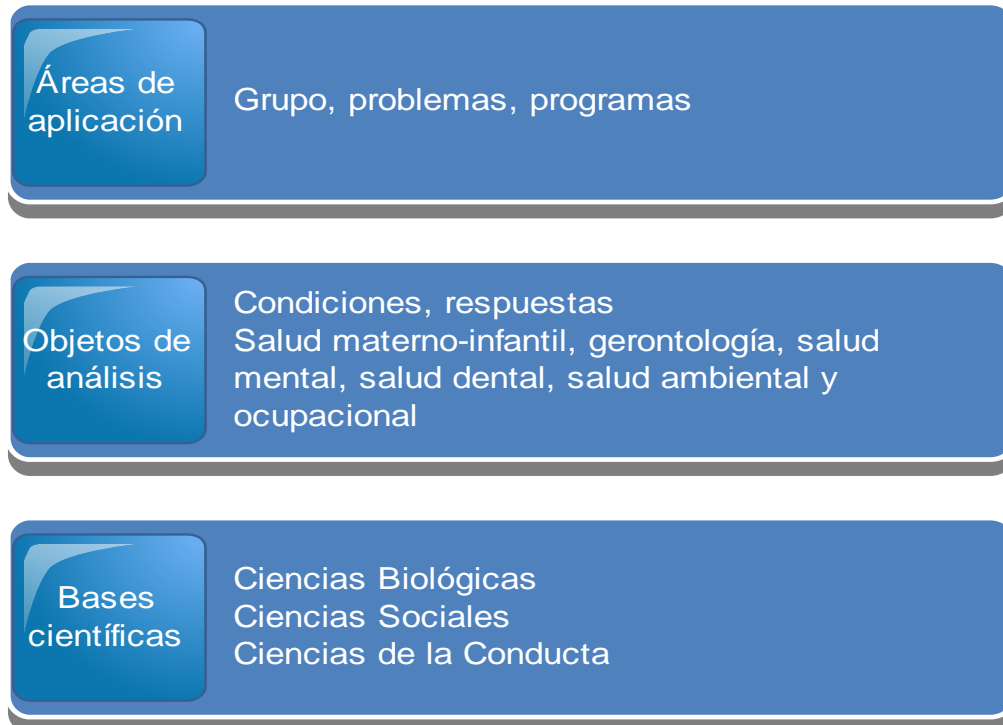 Áreas de
aplicación
Grupo, problemas, programas
Objetos de
análisis
Condiciones, respuestas
Salud materno-infantil, gerontología, salud
mental, salud dental, salud ambiental y
ocupacional
Bases
científicas
Ciencias Biológicas
Ciencias Sociales
Ciencias de la Conducta